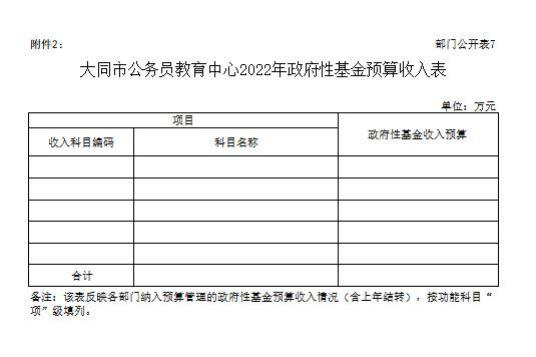 附件2：
部门公开表7
大同市公务员教育中心2022年政府性基金预算收入表
单位：万元
项目
政府性基金收入预算
收入科目编码 科目名称
合计
备注：该表反映各部门纳入预算管理的政府性基金预算收入情况（含上年结转），按功能科目“
项”级填列。